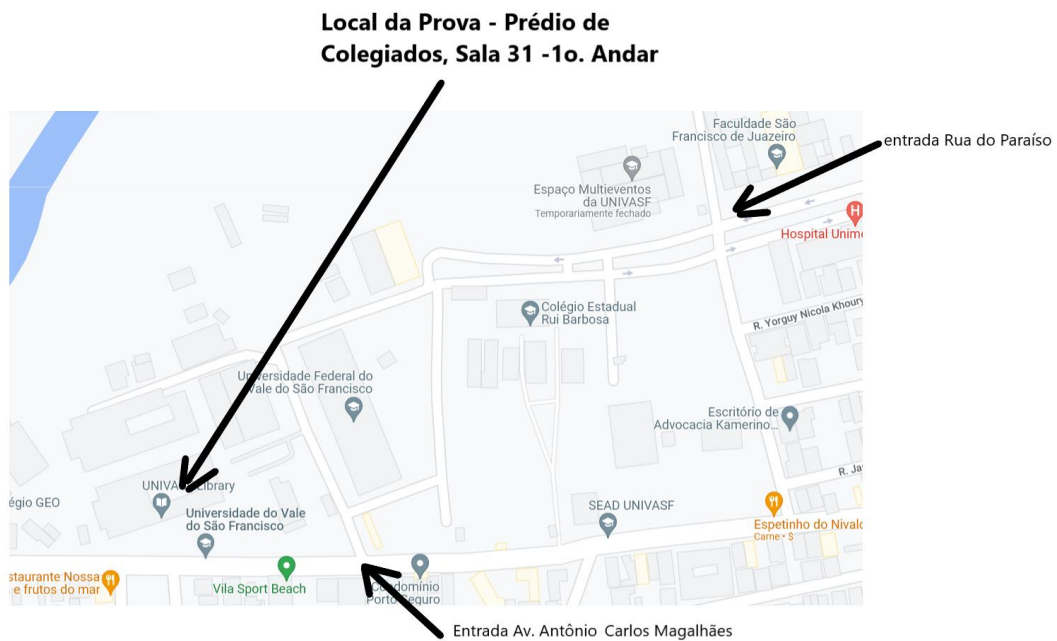 Local da Prova - Prédio de
Colegiados, Sala 31 -1o. Andar
Faculdade São
Francisco de Juazeiro
entrada Rua do Paraíso
Espaço Multieventos
da UNIVASF
Temporariamente fechado
Hospital Unime
Colégio Estadual
Rui Barbosa
R. Yorguy Nicola Khoury
Universidade Federal do
Vale do São Francisco
Escritório de
Advocacia Kamerino...
R. Ja
UNIVA Library
égio GEO
Universidade do Vale
do São Francisco
SEAD UNIVASF
Espetinho do Nivald
Carne • $
staurante Nossa
e frutos do mar
Vila Sport Beach
Condomínio
Porto Seguro
Entrada Av. Antônio Carlos Magalhães